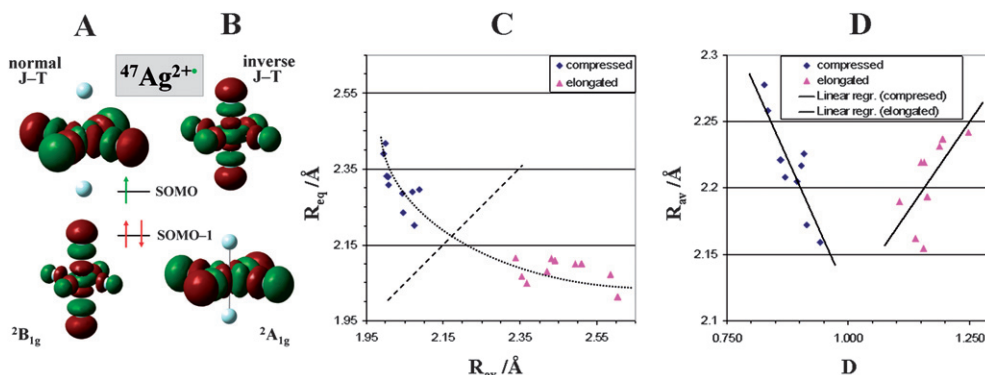 A
B
C
D
normal
J–T
47Ag2+•
inverse
J–T
SOMO
SOMO–1
2B1g
2A1g
Req /Å
2.55
2.35
2.15
1.95
compressed
elongated
1.95
2.15
2.35
2.55
Rax /Å
Rav /Å
2.3
2.25
2.2
2.15
2.1
compressed
elongated
Linear regr. (compresed)
Linear regr. (elongated)
0.750
1.000
1.250
D